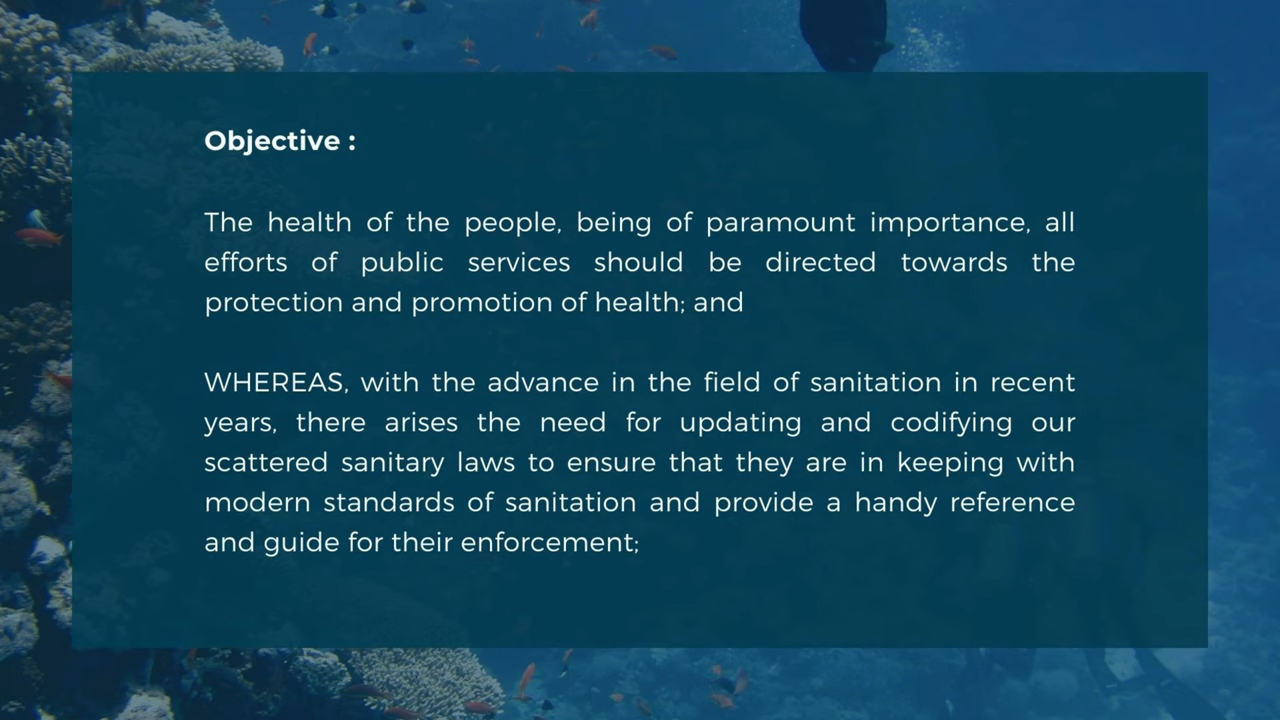 Objective :
The health of the people, being of paramount importance, all
efforts of public services should be directed towards the
protection and promotion of health; and
WHEREAS, with the advance in the field of sanitation in recent
years, there arises the need for updating and codifying our
scattered sanitary laws to ensure that they are in keeping with
modern standards of sanitation and provide a handy reference
and guide for their enforcement;